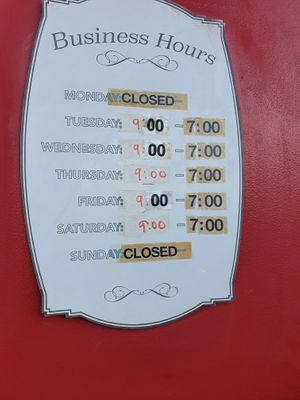 Business Hours
MONDAY: CLOSED
TUESDAY: 9:00 - 7:00
WEDNESDAY: 9:00 - 7:00
THURSDAY: 9:00 - 7:00
FRIDAY: 9:00 - 7:00
SATURDAY: 9:00 - 7:00
SUNDAY: CLOSED